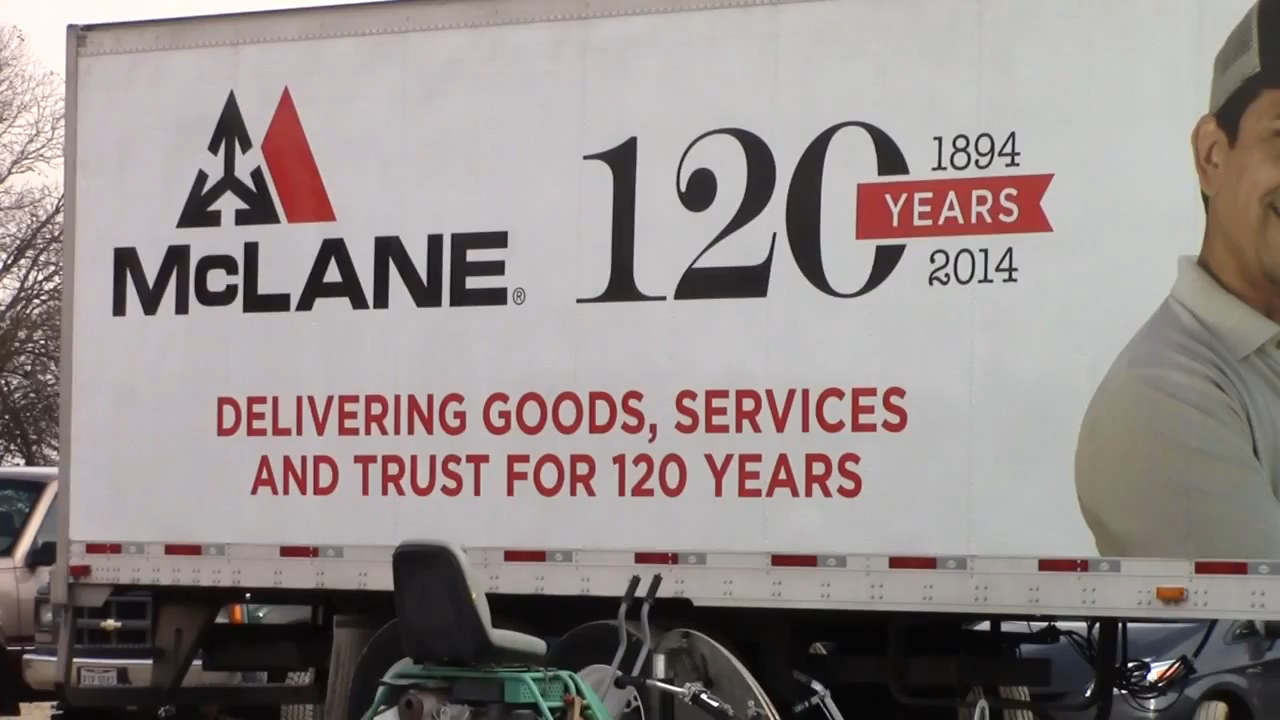 McLANE®
120
1894
YEARS
2014
DELIVERING GOODS, SERVICES
AND TRUST FOR 120 YEARS